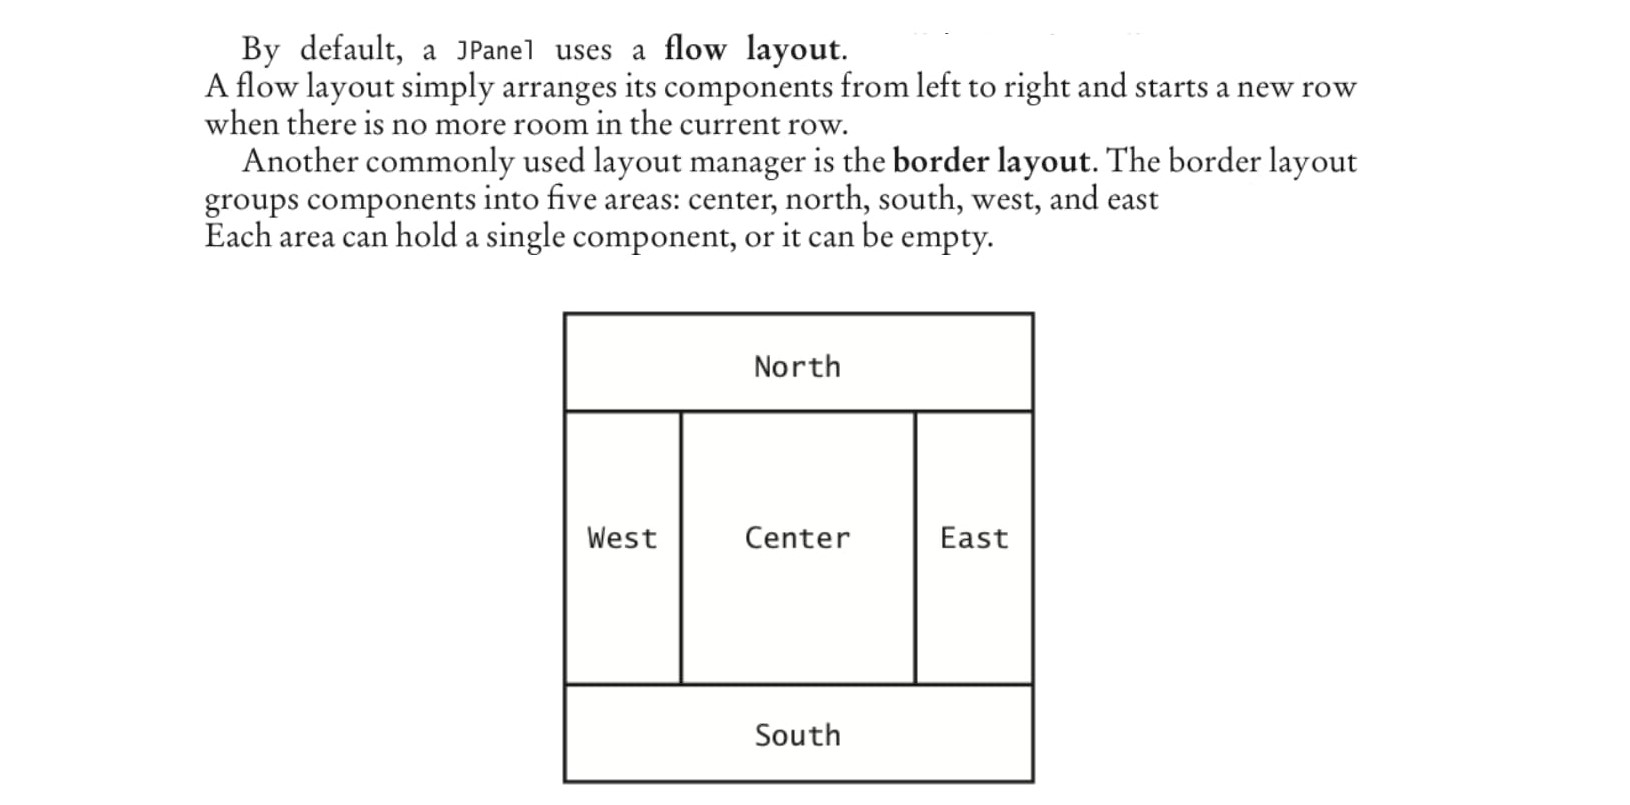 By default, a JPanel uses a flow layout.
A flow layout simply arranges its components from left to right and starts a new row
when there is no more room in the current row.
Another commonly used layout manager is the border layout. The border layout
groups components into five areas: center, north, south, west, and east
Each area can hold a single component, or it can be empty.
North
West Center East
South